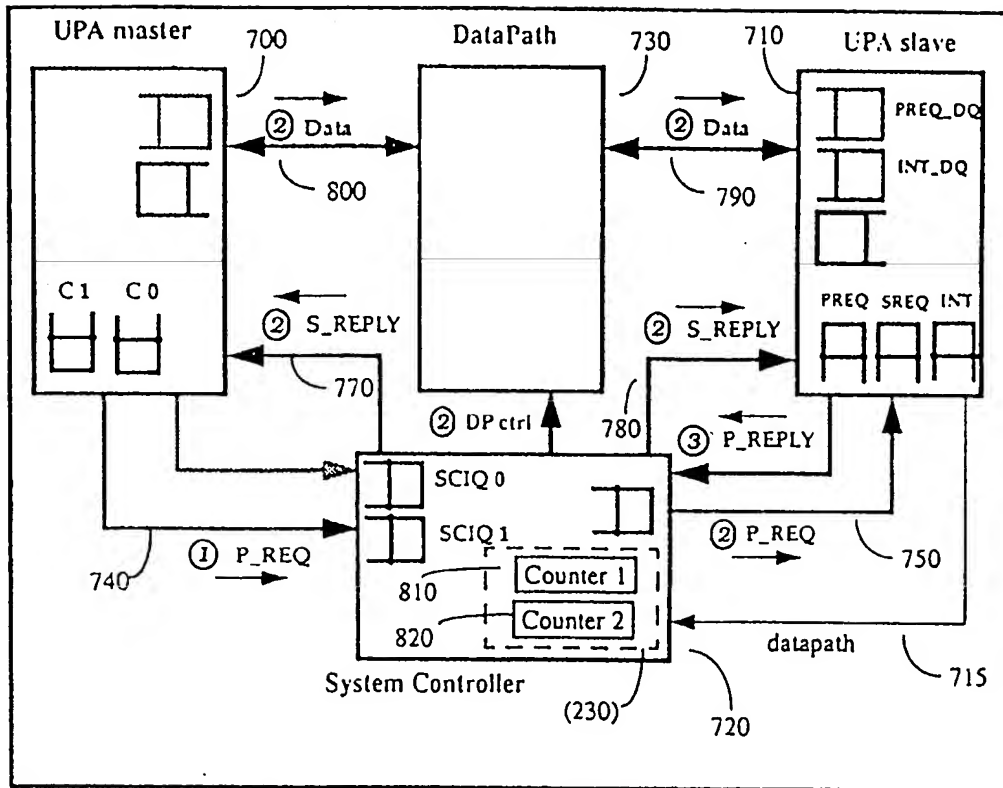 UPA master
700
DataPath
730
710
UPA slave
② Data
800
② Data
790
PREQ_DQ
INT_DQ
C 1
C 0
② S_REPLY
770
② S_REPLY
780
PREQ
SREQ
INT
② DP ctrl
③ P_REPLY
SCIQ 0
SCIQ 1
740
① P_REQ
② P_REQ
750
810
Counter 1
820
Counter 2
datapath
715
System Controller
(230)
720